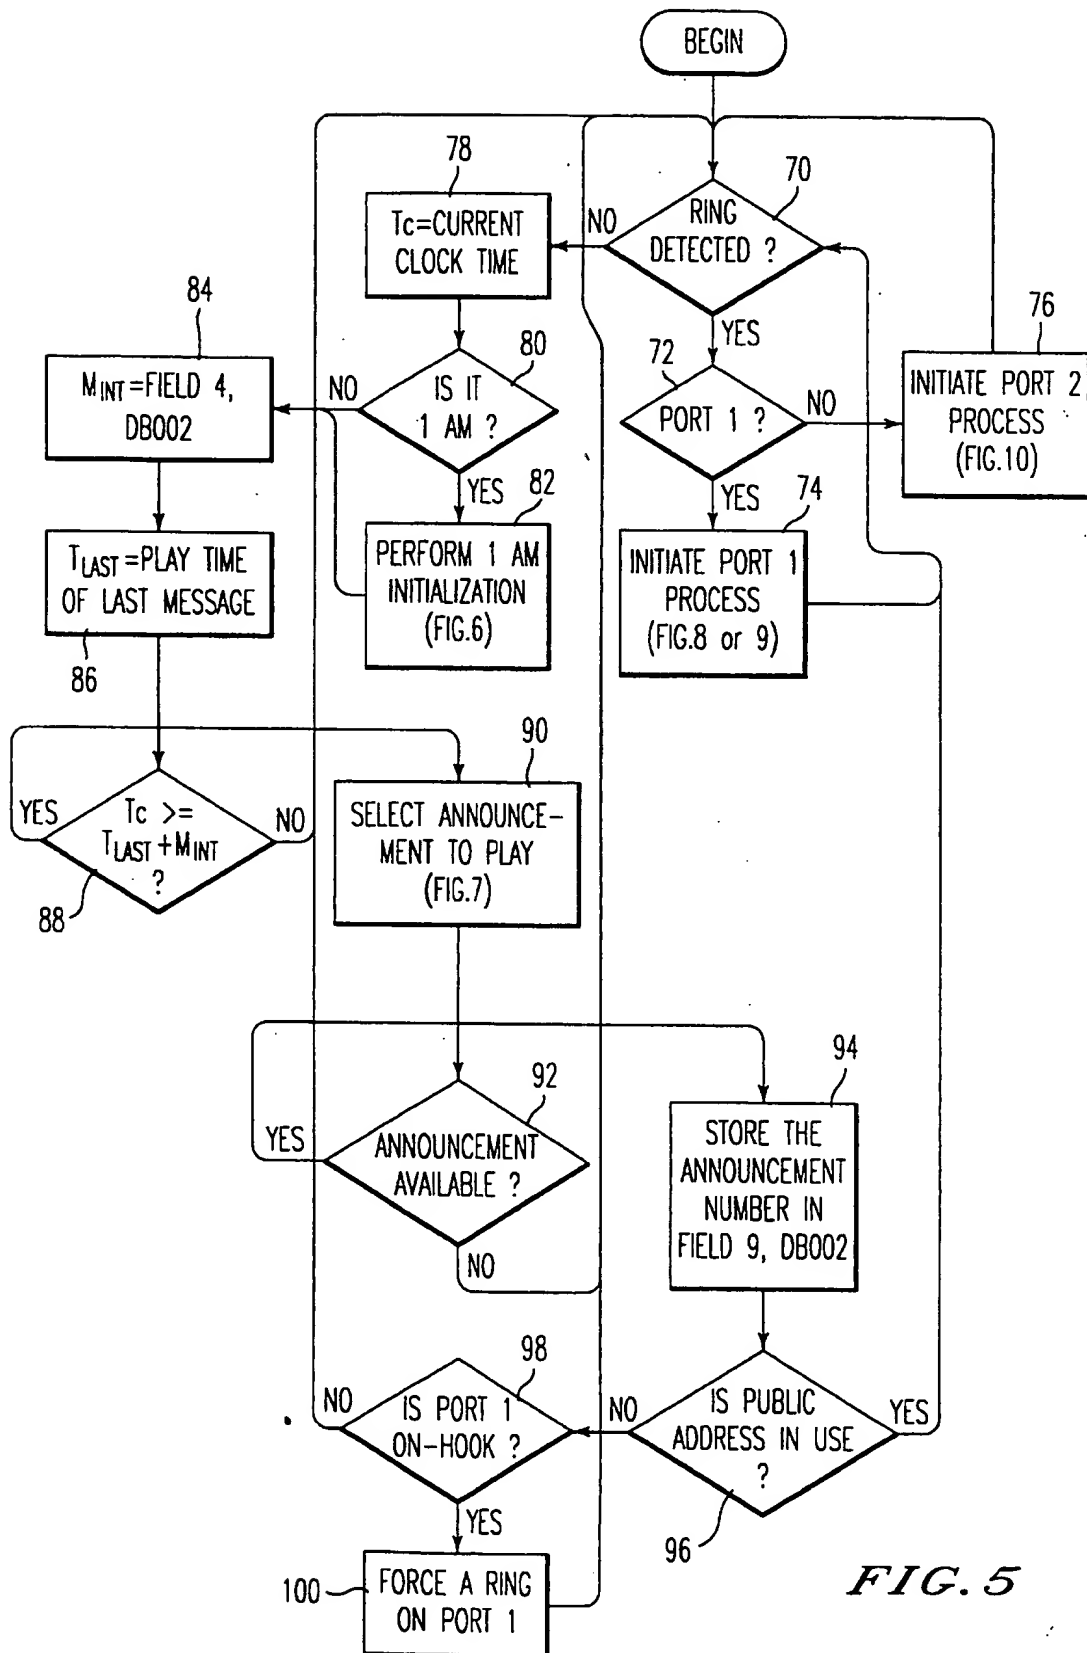 BEGIN
78
70
NO
RING
DETECTED ?
Tc=CURRENT
CLOCK TIME
84
80
YES
72
76
MINT=FIELD 4,
DB002
NO
IS IT
1 AM ?
PORT 1 ?
NO
INITIATE PORT 2
PROCESS
(FIG.10)
YES
82
YES
74
TLAST=PLAY TIME
OF LAST MESSAGE
PERFORM 1 AM
INITIALIZATION
(FIG.6)
INITIATE PORT 1
PROCESS
(FIG.8 or 9)
86
90
YES
Tc >=
TLAST+MINT
?
NO
SELECT ANNOUNCE-
MENT TO PLAY
(FIG.7)
88
92
94
YES
ANNOUNCEMENT
AVAILABLE ?
STORE THE
ANNOUNCEMENT
NUMBER IN
FIELD 9, DB002
NO
98
NO
IS PORT 1
ON-HOOK ?
NO
IS PUBLIC
ADDRESS IN USE
?
YES
YES
96
100
FORCE A RING
ON PORT 1
FIG. 5